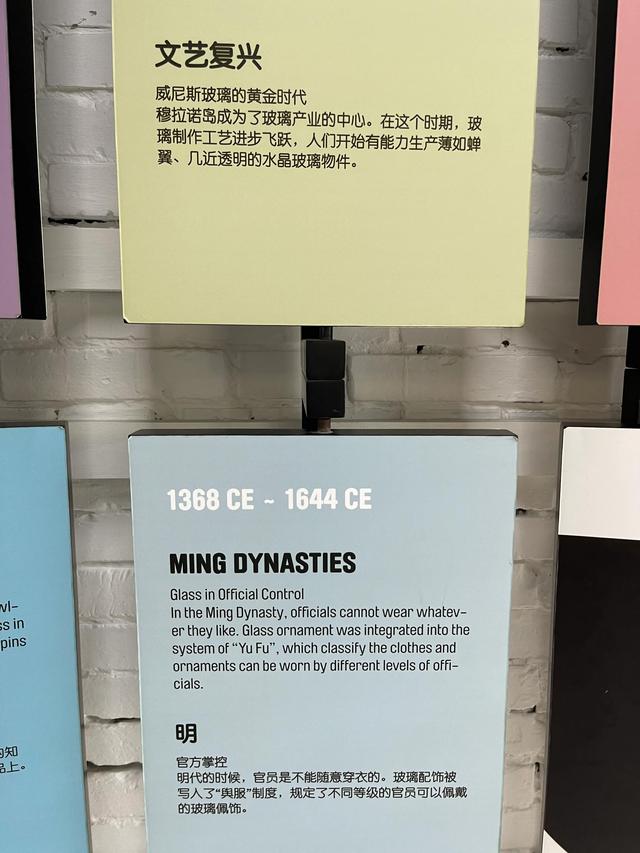 文艺复兴
威尼斯玻璃的黄金时代
穆拉诺岛成为了玻璃产业的中心。在这个时期，玻
璃制作工艺进步飞跃，人们开始有能力生产薄如蝉
翼、几近透明的水晶玻璃物件。
1368 CE ~ 1644 CE
MING DYNASTIES
Glass in Official Control
In the Ming Dynasty, officials cannot wear whatev-
er they like. Glass ornament was integrated into the
system of “Yu Fu”, which classify the clothes and
ornaments can be worn by different levels of offi-
cials.
明
官方掌控
明代的时候，官员是不能随意穿衣的。玻璃配饰被
写入了“舆服”制度，规定了不同等级的官员可以佩戴
的玻璃佩饰。
wl-
ss in
pins
的知
品上。